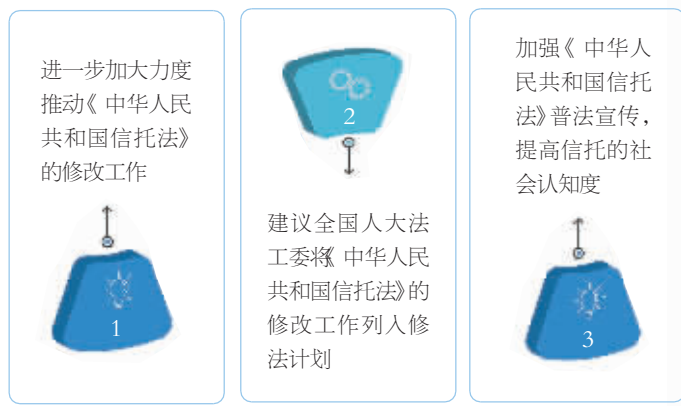 进一步加大力度
推动《中华人民
共和国信托法》
的修改工作
1
2
建议全国人大法
工委将《中华人民
共和国信托法》的
修改工作列入修
法计划
加强《中华人
民共和国信托
法》普法宣传，
提高信托的社
会认知度
3